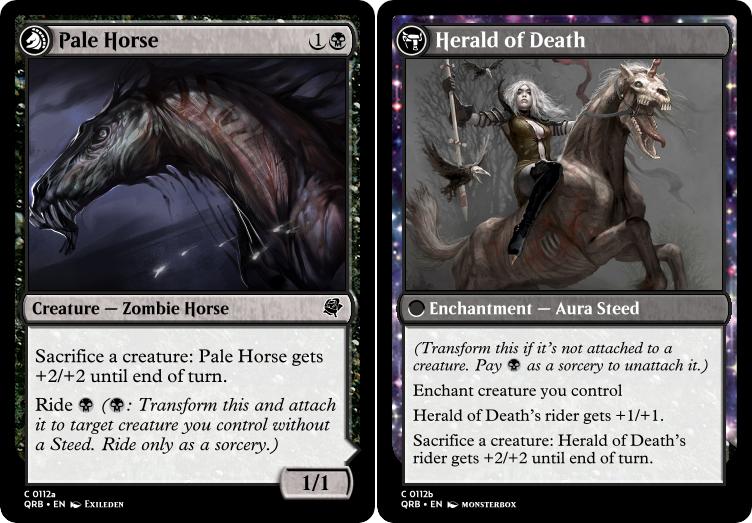 Pale Horse 1
Creature — Zombie Horse
Sacrifice a creature: Pale Horse gets
+2/+2 until end of turn.
Ride (: Transform this and attach
it to target creature you control without
a Steed. Ride only as a sorcery.)
1/1
C 0112a
QRB • EN Exileden
Herald of Death
Enchantment — Aura Steed
(Transform this if it's not attached to a
creature. Pay as a sorcery to unattach it.)
Enchant creature you control
Herald of Death's rider gets +1/+1.
Sacrifice a creature: Herald of Death's
rider gets +2/+2 until end of turn.
C 0112b
QRB • EN monsterbox